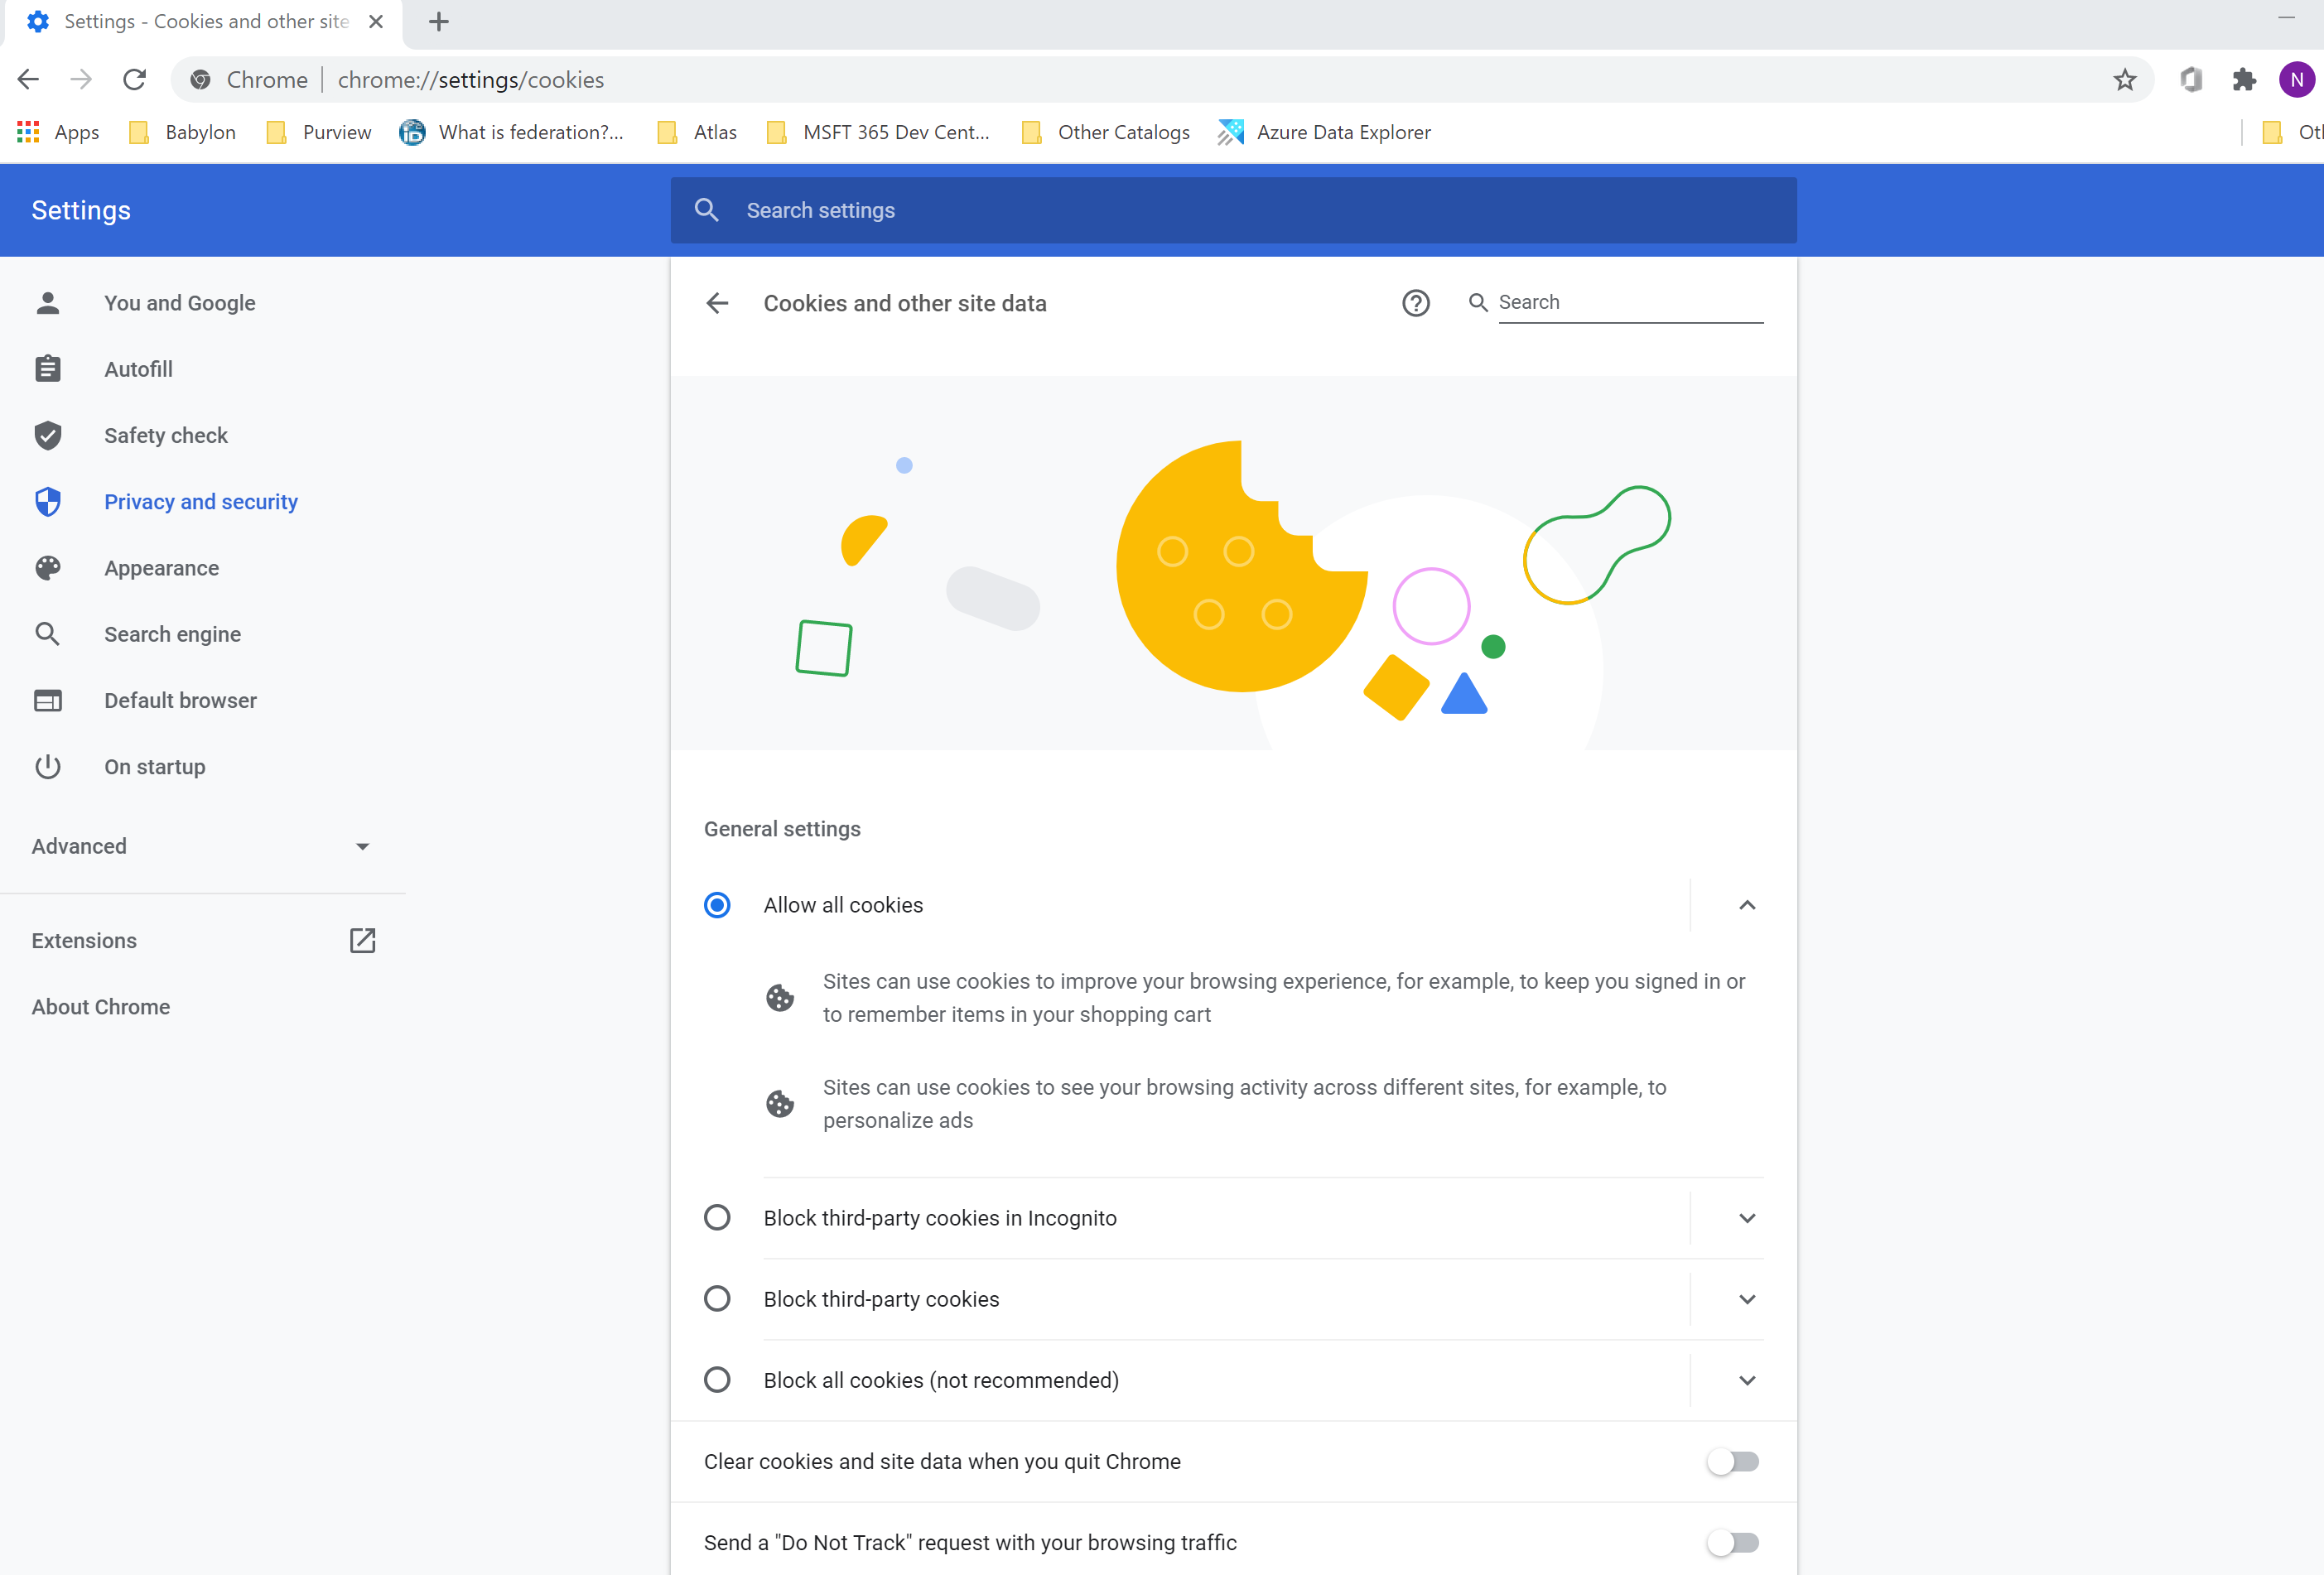 Settings - Cookies and other site
Chrome chrome://settings/cookies
N
Apps Babylon Purview What is federation?... Atlas MSFT 365 Dev Cent... Other Catalogs Azure Data Explorer
Settings
Search settings
You and Google
Autofill
Safety check
Privacy and security
Appearance
Search engine
Default browser
On startup
Advanced
Extensions
About Chrome
Cookies and other site data
Search
General settings
Allow all cookies
Sites can use cookies to improve your browsing experience, for example, to keep you signed in or
to remember items in your shopping cart
Sites can use cookies to see your browsing activity across different sites, for example, to
personalize ads
Block third-party cookies in Incognito
Block third-party cookies
Block all cookies (not recommended)
Clear cookies and site data when you quit Chrome
Send a "Do Not Track" request with your browsing traffic